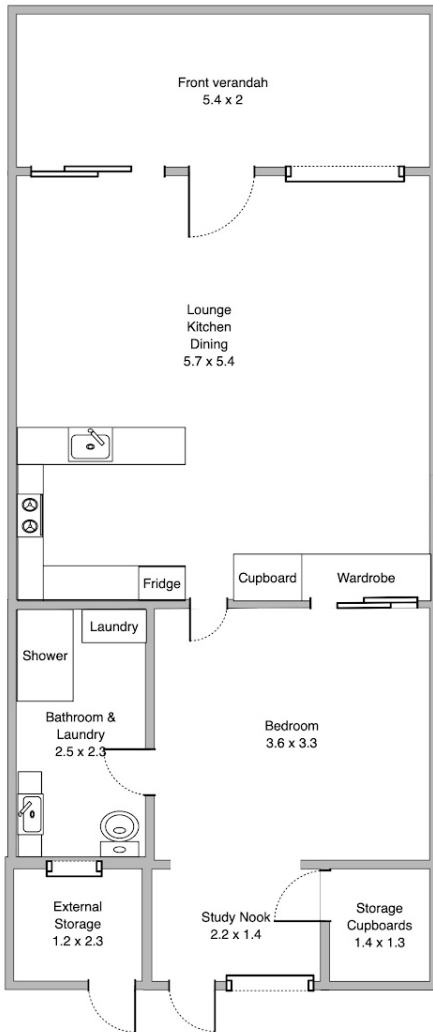 Front verandah
5.4 x 2
Lounge
Kitchen
Dining
5.7 x 5.4
Fridge
Cupboard
Wardrobe
Laundry
Shower
Bathroom &
Laundry
2.5 x 2.3
Bedroom
3.6 x 3.3
External
Storage
1.2 x 2.3
Study Nook
2.2 x 1.4
Storage
Cupboards
1.4 x 1.3